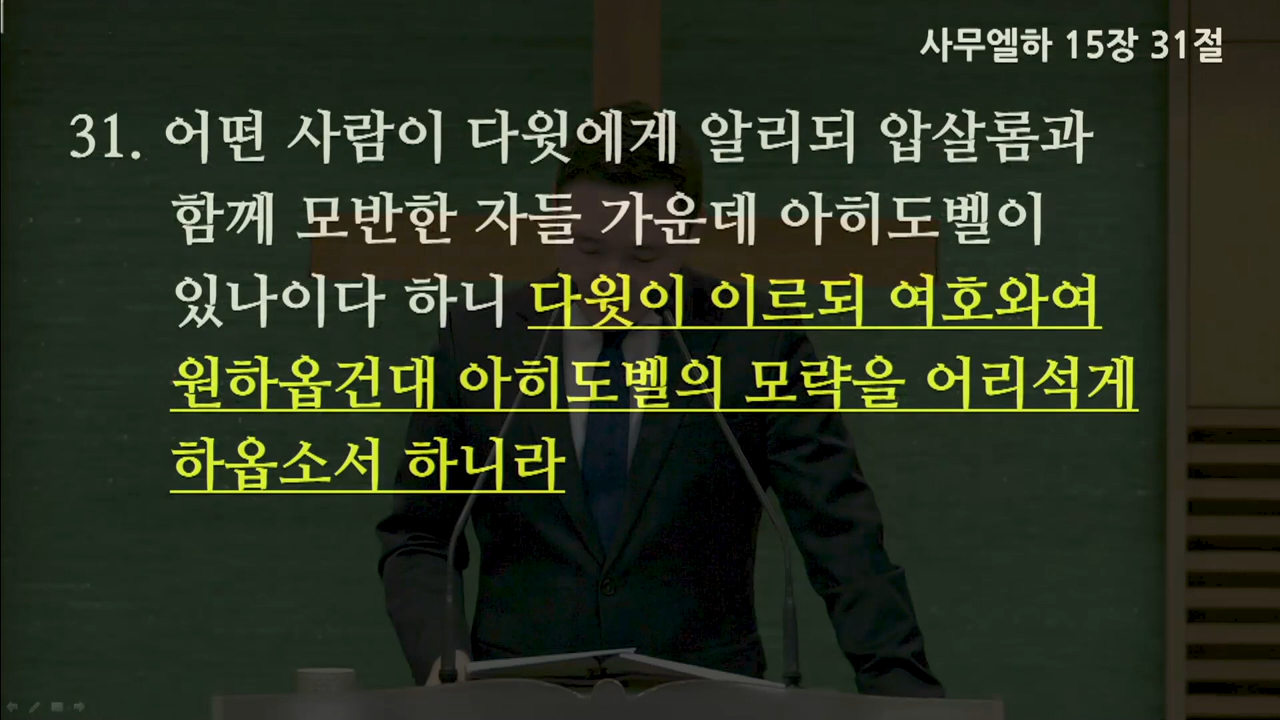 사무엘하 15장 31절
31. 어떤 사람이 다윗에게 알리되 압살롬과
함께 모반한 자들 가운데 아히도벨이
있나이다 하니 다윗이 이르되 여호와여
원하옵건대 아히도벨의 모략을 어리석게
하옵소서 하니라